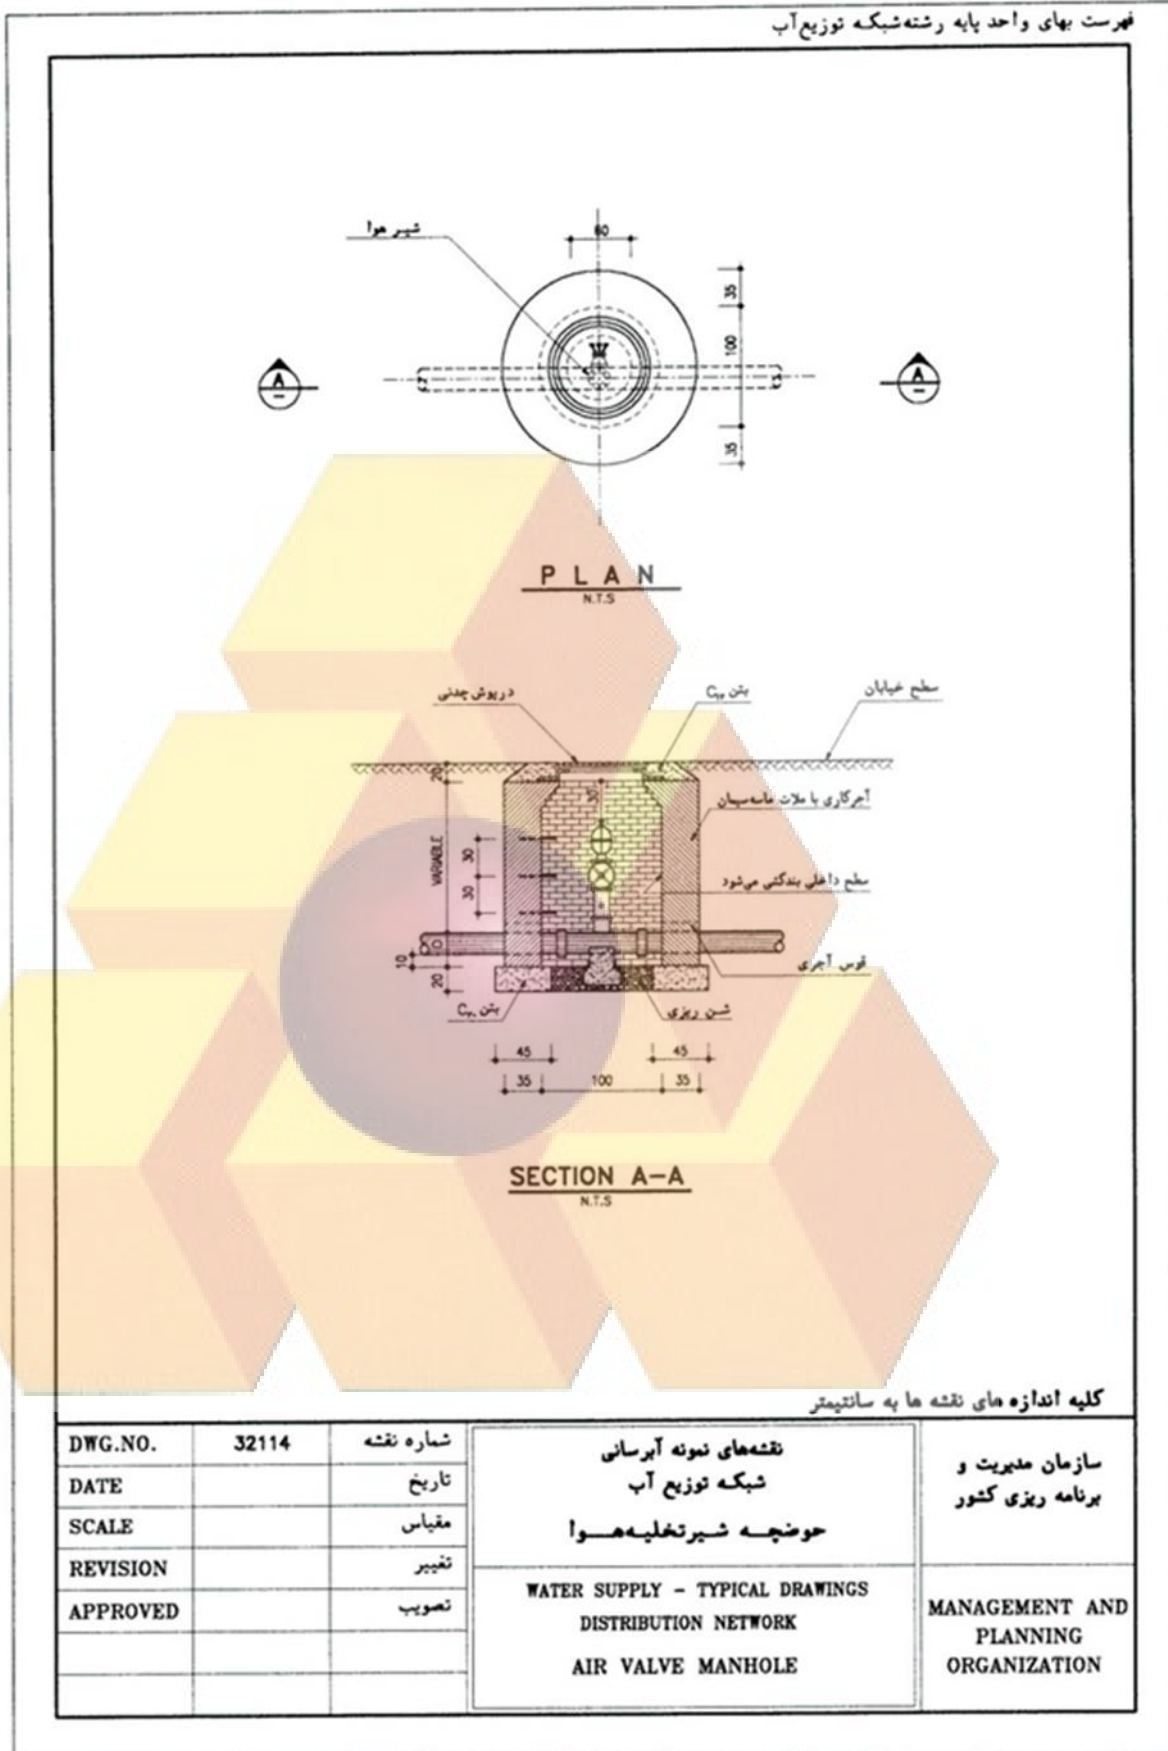 فهرست بهای واحد پایه رشته شبکه توزیع آب
شیر هوا
60
35
100
35
A
A
PLAN
N.T.S
درپوش چدنی
بتن
سطح خیابان
20
30
آجرکاری با ملات ماسه سیمان
VARIABLE
30
30
سطح داخلی بندکشی می‌شود
D
10
20
قوس آجری
بتن
شن ریزی
45
45
35
100
35
SECTION A-A
N.T.S
کلیه اندازه های نقشه ها به سانتیمتر
DWG.NO.
32114
شماره نقشه
DATE
تاریخ
SCALE
مقیاس
REVISION
تغییر
APPROVED
تصویب
نقشه‌های نمونه آبرسانی
شبکه توزیع آب
حوضچه شیرتخلیه هوا
WATER SUPPLY - TYPICAL DRAWINGS
DISTRIBUTION NETWORK
AIR VALVE MANHOLE
سازمان مدیریت و
برنامه ریزی کشور
MANAGEMENT AND
PLANNING
ORGANIZATION